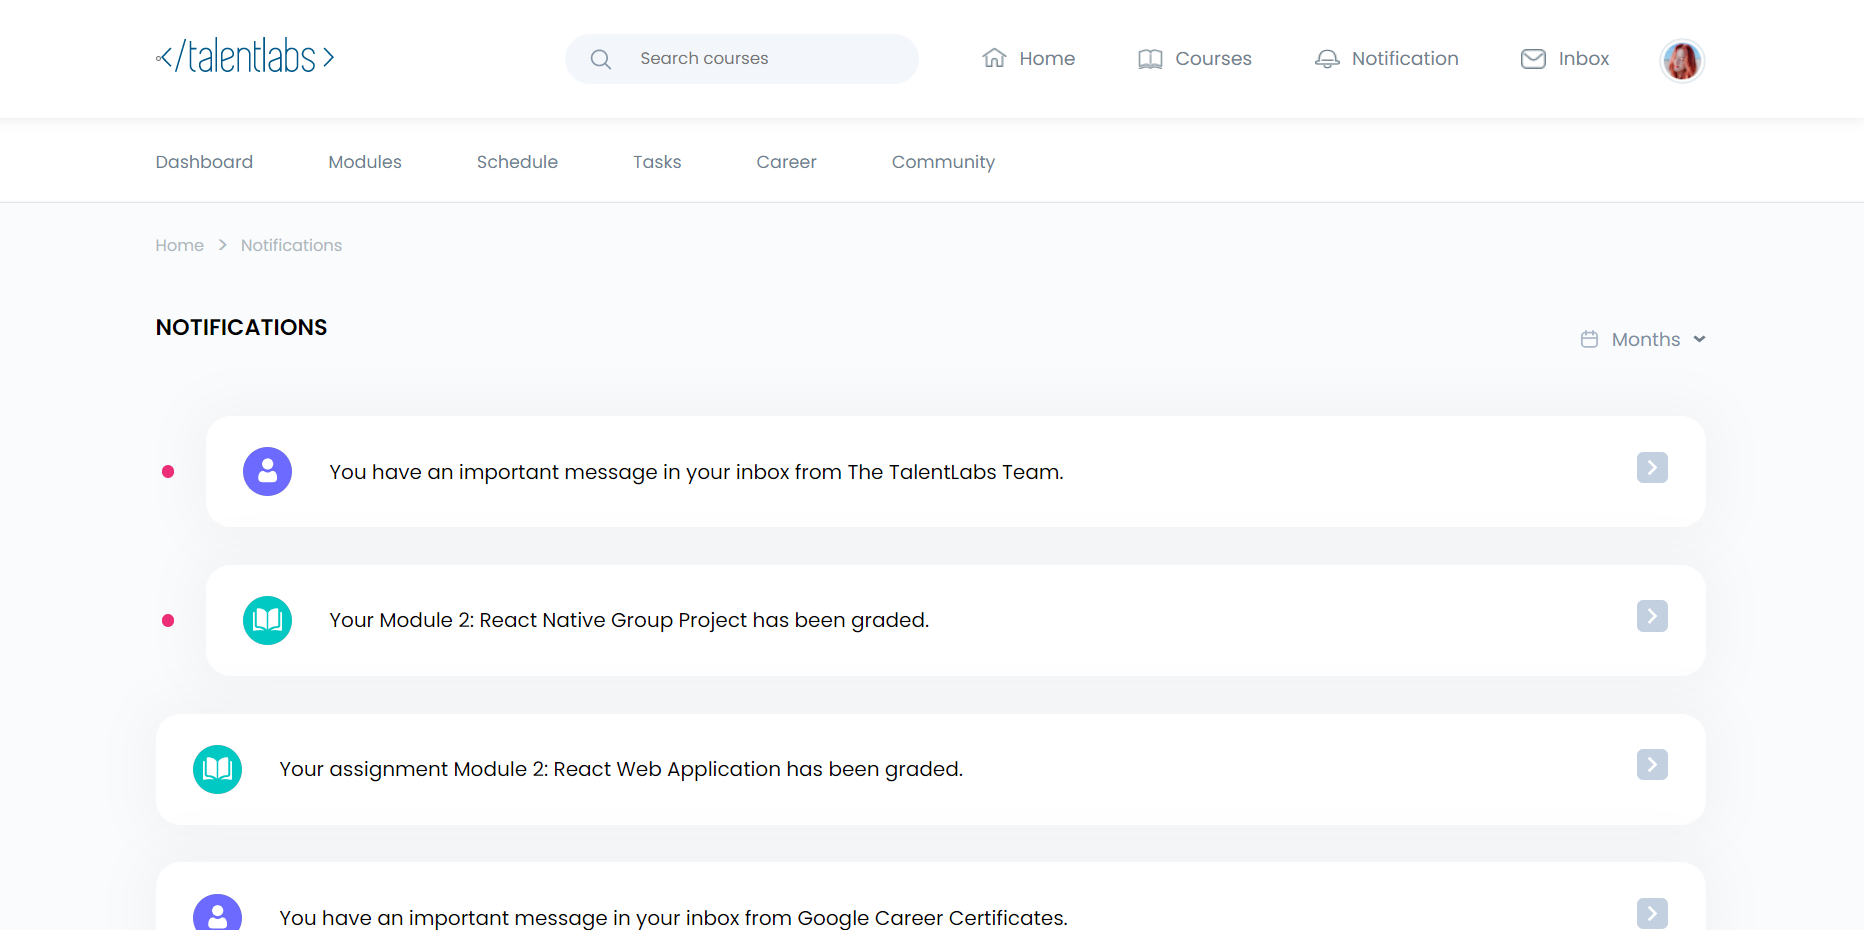 </talentlabs>
Search courses
Home
Courses
Notification
Inbox
Dashboard
Modules
Schedule
Tasks
Career
Community
Home > Notifications
NOTIFICATIONS
Months
You have an important message in your inbox from The TalentLabs Team.
Your Module 2: React Native Group Project has been graded.
Your assignment Module 2: React Web Application has been graded.
You have an important message in your inbox from Google Career Certificates.